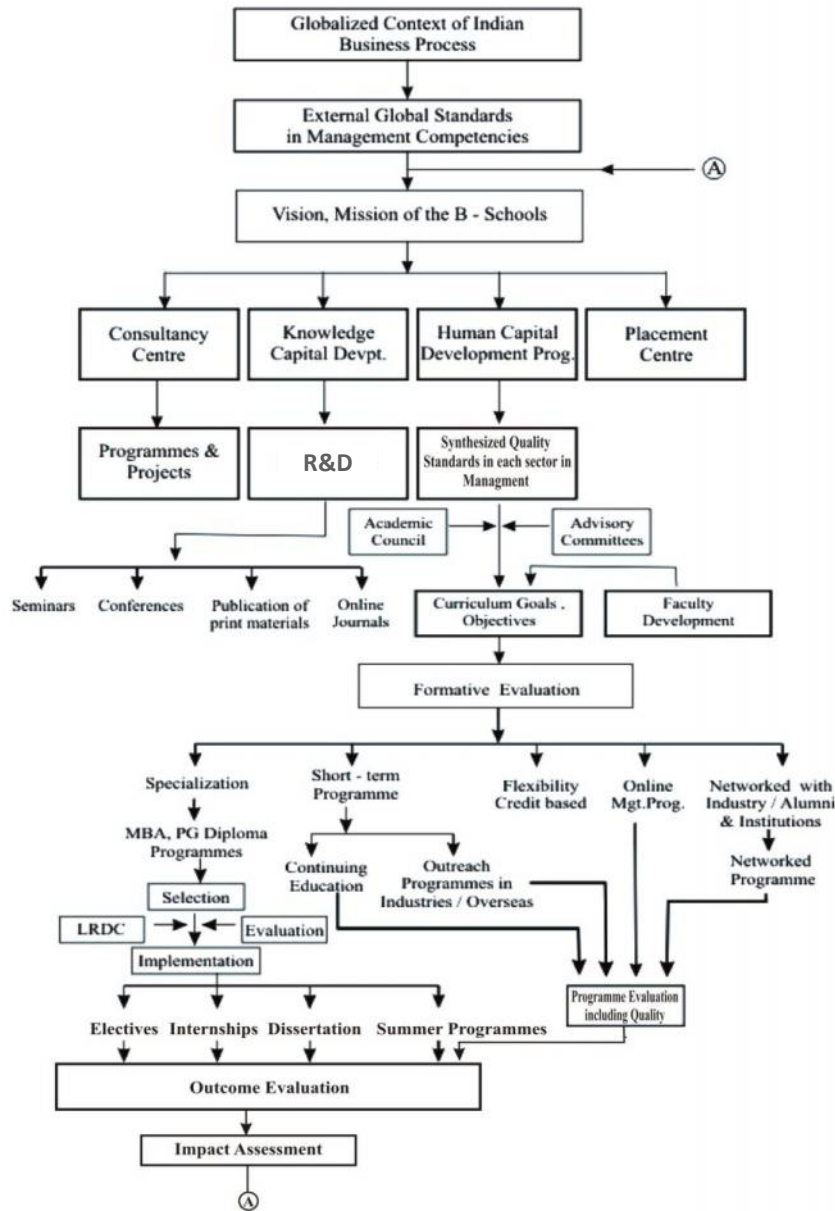 Globalized Context of Indian
Business Process
External Global Standards
in Management Competencies
A
Vision, Mission of the B - Schools
Consultancy
Centre
Knowledge
Capital Devpt.
Human Capital
Development Prog.
Placement
Centre
Programmes &
Projects
R&D
Synthesized Quality
Standards in each sector in
Managment
Academic
Council
Advisory
Committees
Seminars
Conferences
Publication of
print materials
Online
Journals
Curriculum Goals .
Objectives
Faculty
Development
Formative Evaluation
Specialization
Short - term
Programme
Flexibility
Credit based
Online
Mgt.Prog.
Networked with
Industry / Alumni
& Institutions
MBA, PG Diploma
Programmes
Continuing
Education
Outreach
Programmes in
Industries / Overseas
Networked
Programme
Selection
LRDC
Evaluation
Implementation
Programme Evaluation
including Quality
Electives
Internships
Dissertation
Summer Programmes
Outcome Evaluation
Impact Assessment
A